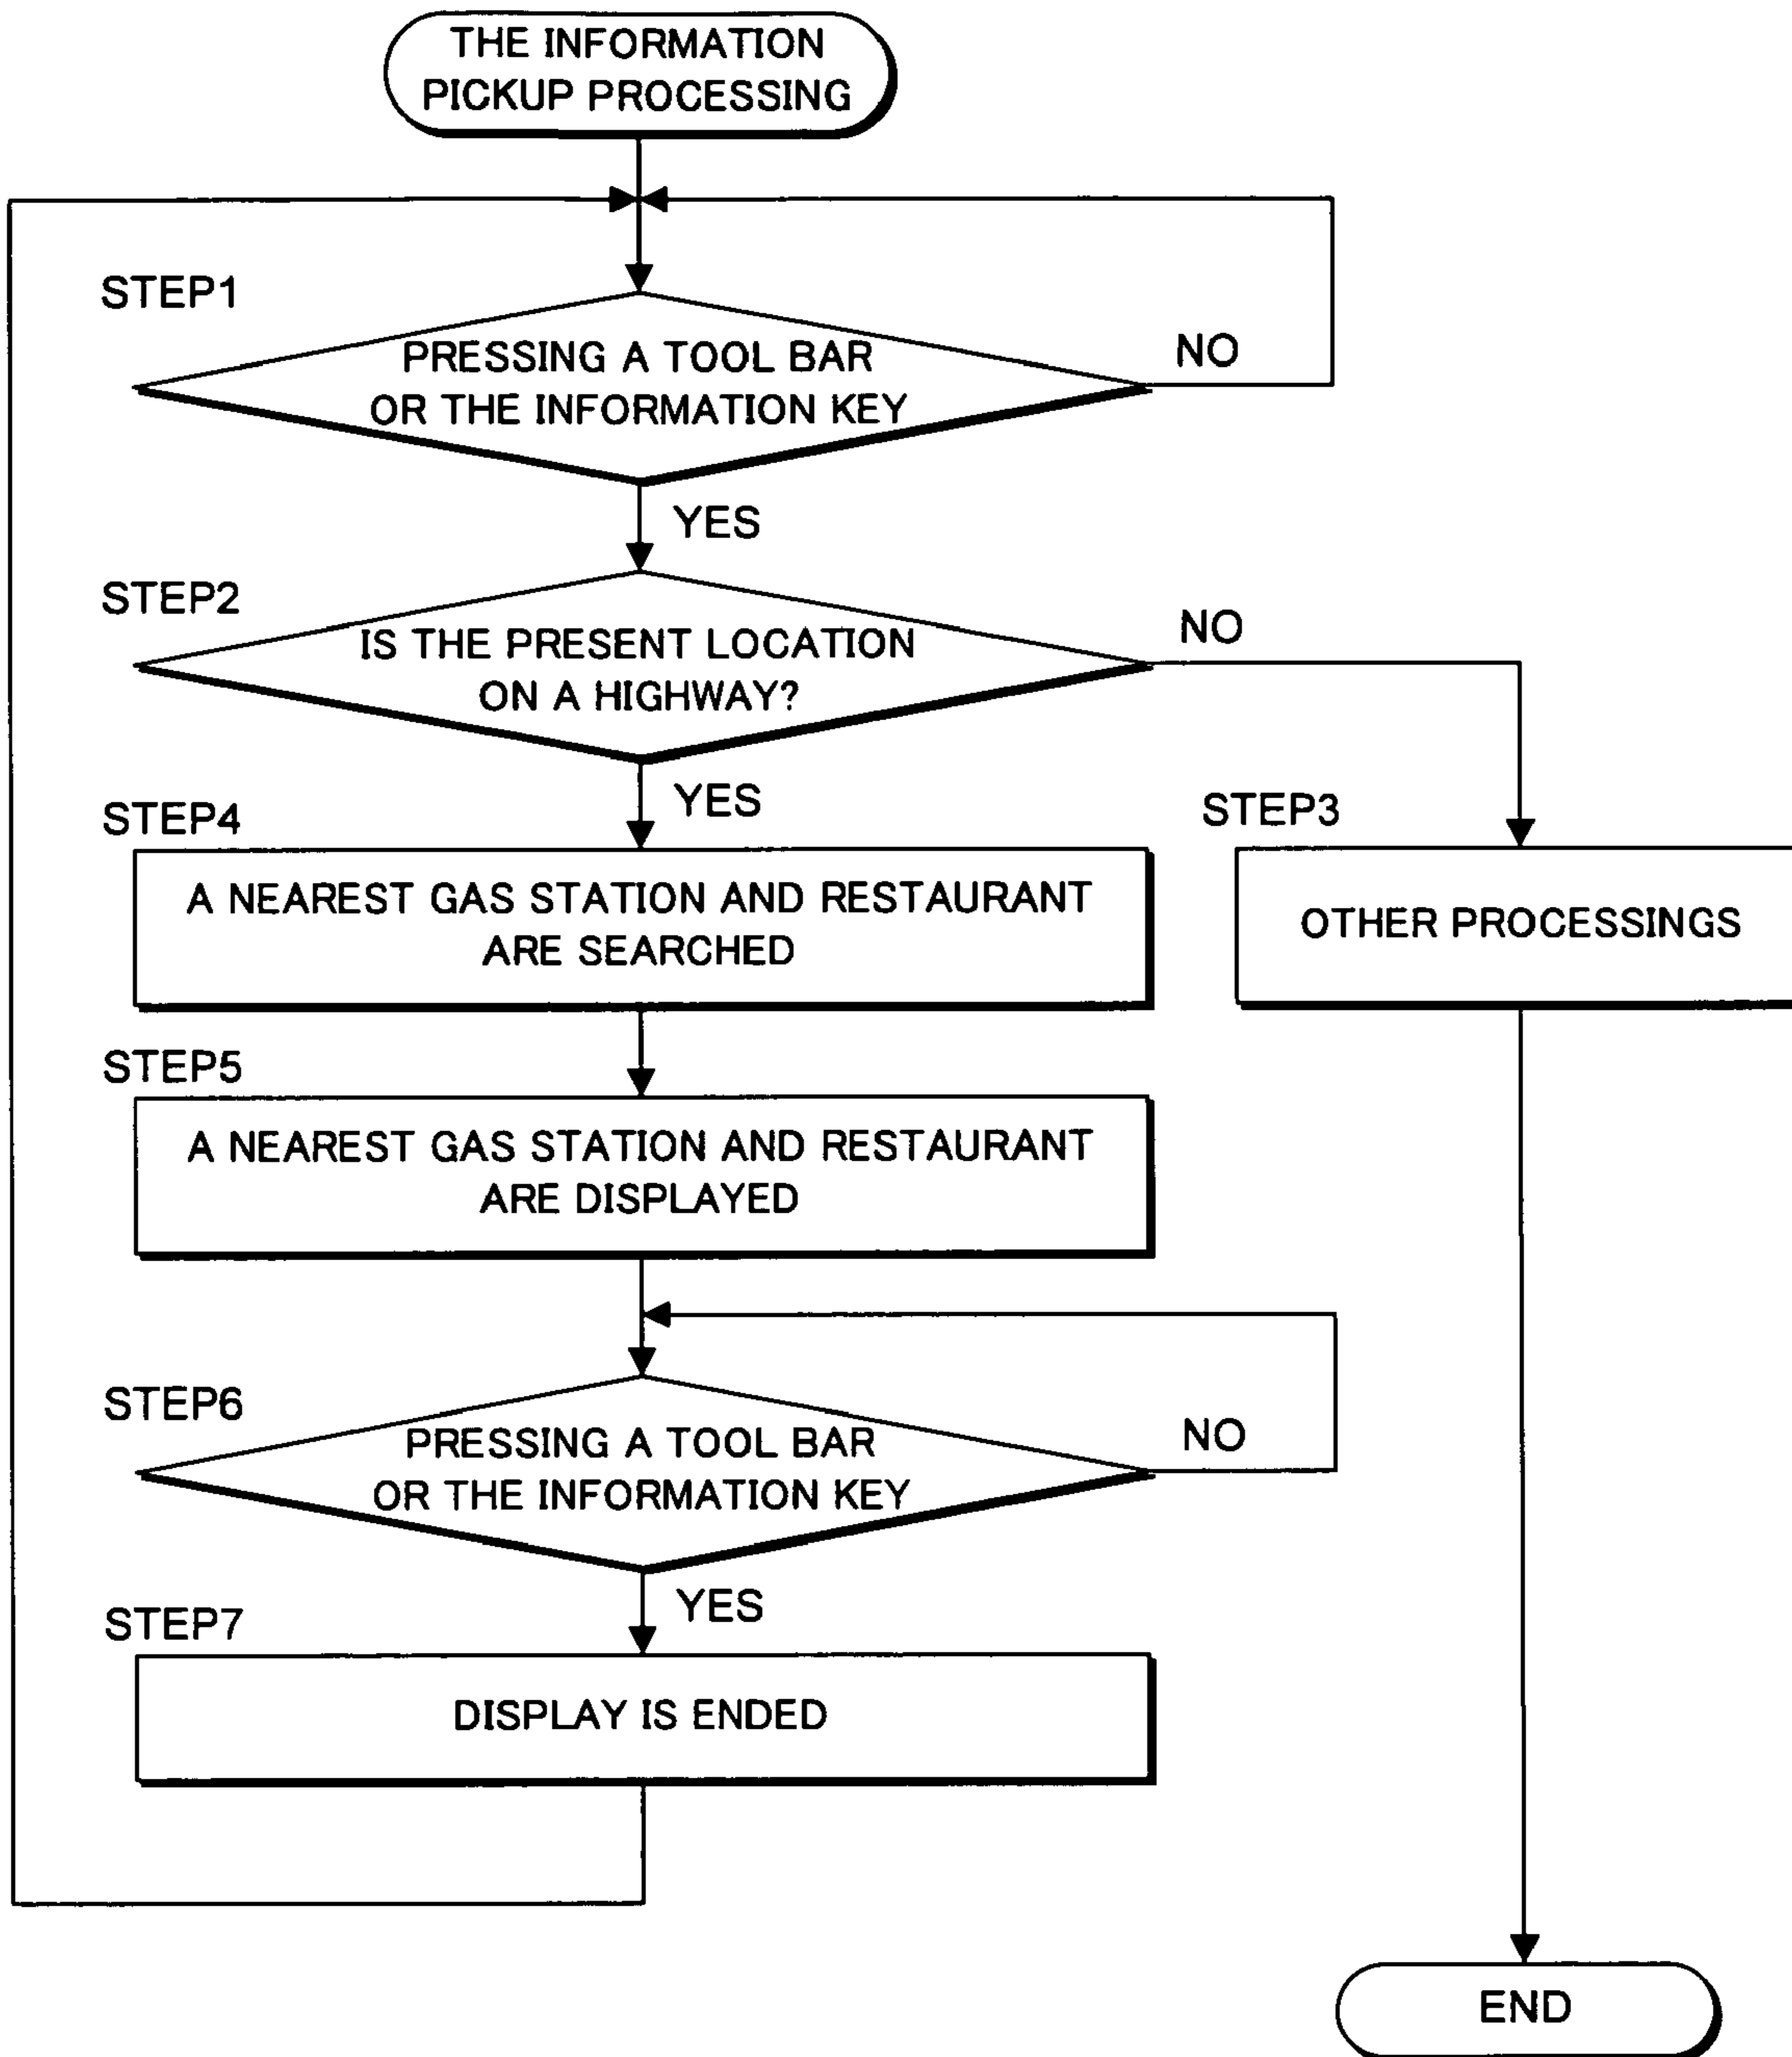 THE INFORMATION
PICKUP PROCESSING
STEP1
PRESSING A TOOL BAR
OR THE INFORMATION KEY
NO
YES
STEP2
IS THE PRESENT LOCATION
ON A HIGHWAY?
NO
YES
STEP4
A NEAREST GAS STATION AND RESTAURANT
ARE SEARCHED
STEP3
OTHER PROCESSINGS
STEP5
A NEAREST GAS STATION AND RESTAURANT
ARE DISPLAYED
STEP6
PRESSING A TOOL BAR
OR THE INFORMATION KEY
NO
YES
STEP7
DISPLAY IS ENDED
END